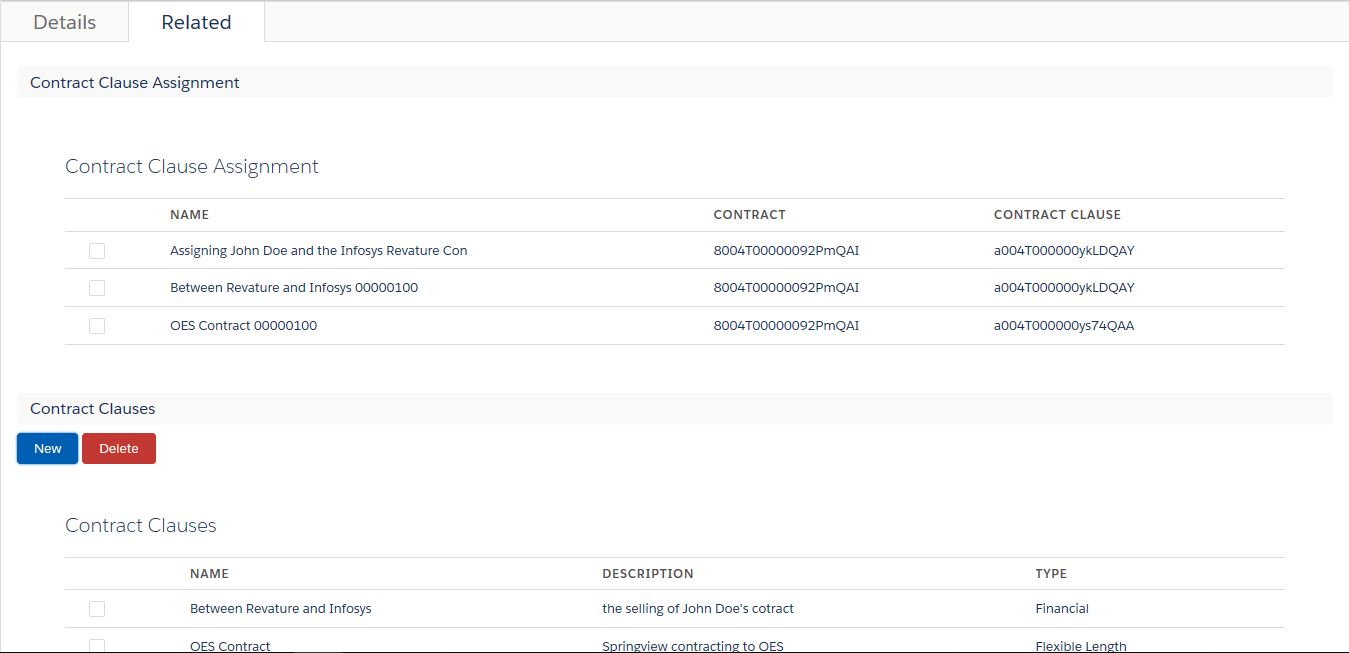 Details Related
Contract Clause Assignment
Contract Clause Assignment
NAME CONTRACT CONTRACT CLAUSE
Assigning John Doe and the Infosys Revature Con 8004T00000092PmQAI a004T000000ykLDQAY
Between Revature and Infosys 00000100 8004T00000092PmQAI a004T000000ykLDQAY
OES Contract 00000100 8004T00000092PmQAI a004T000000ys74QAA
Contract Clauses
New Delete
Contract Clauses
NAME DESCRIPTION TYPE
Between Revature and Infosys the selling of John Doe's cotract Financial
OES Contract Springview contracting to OES Flexible Length